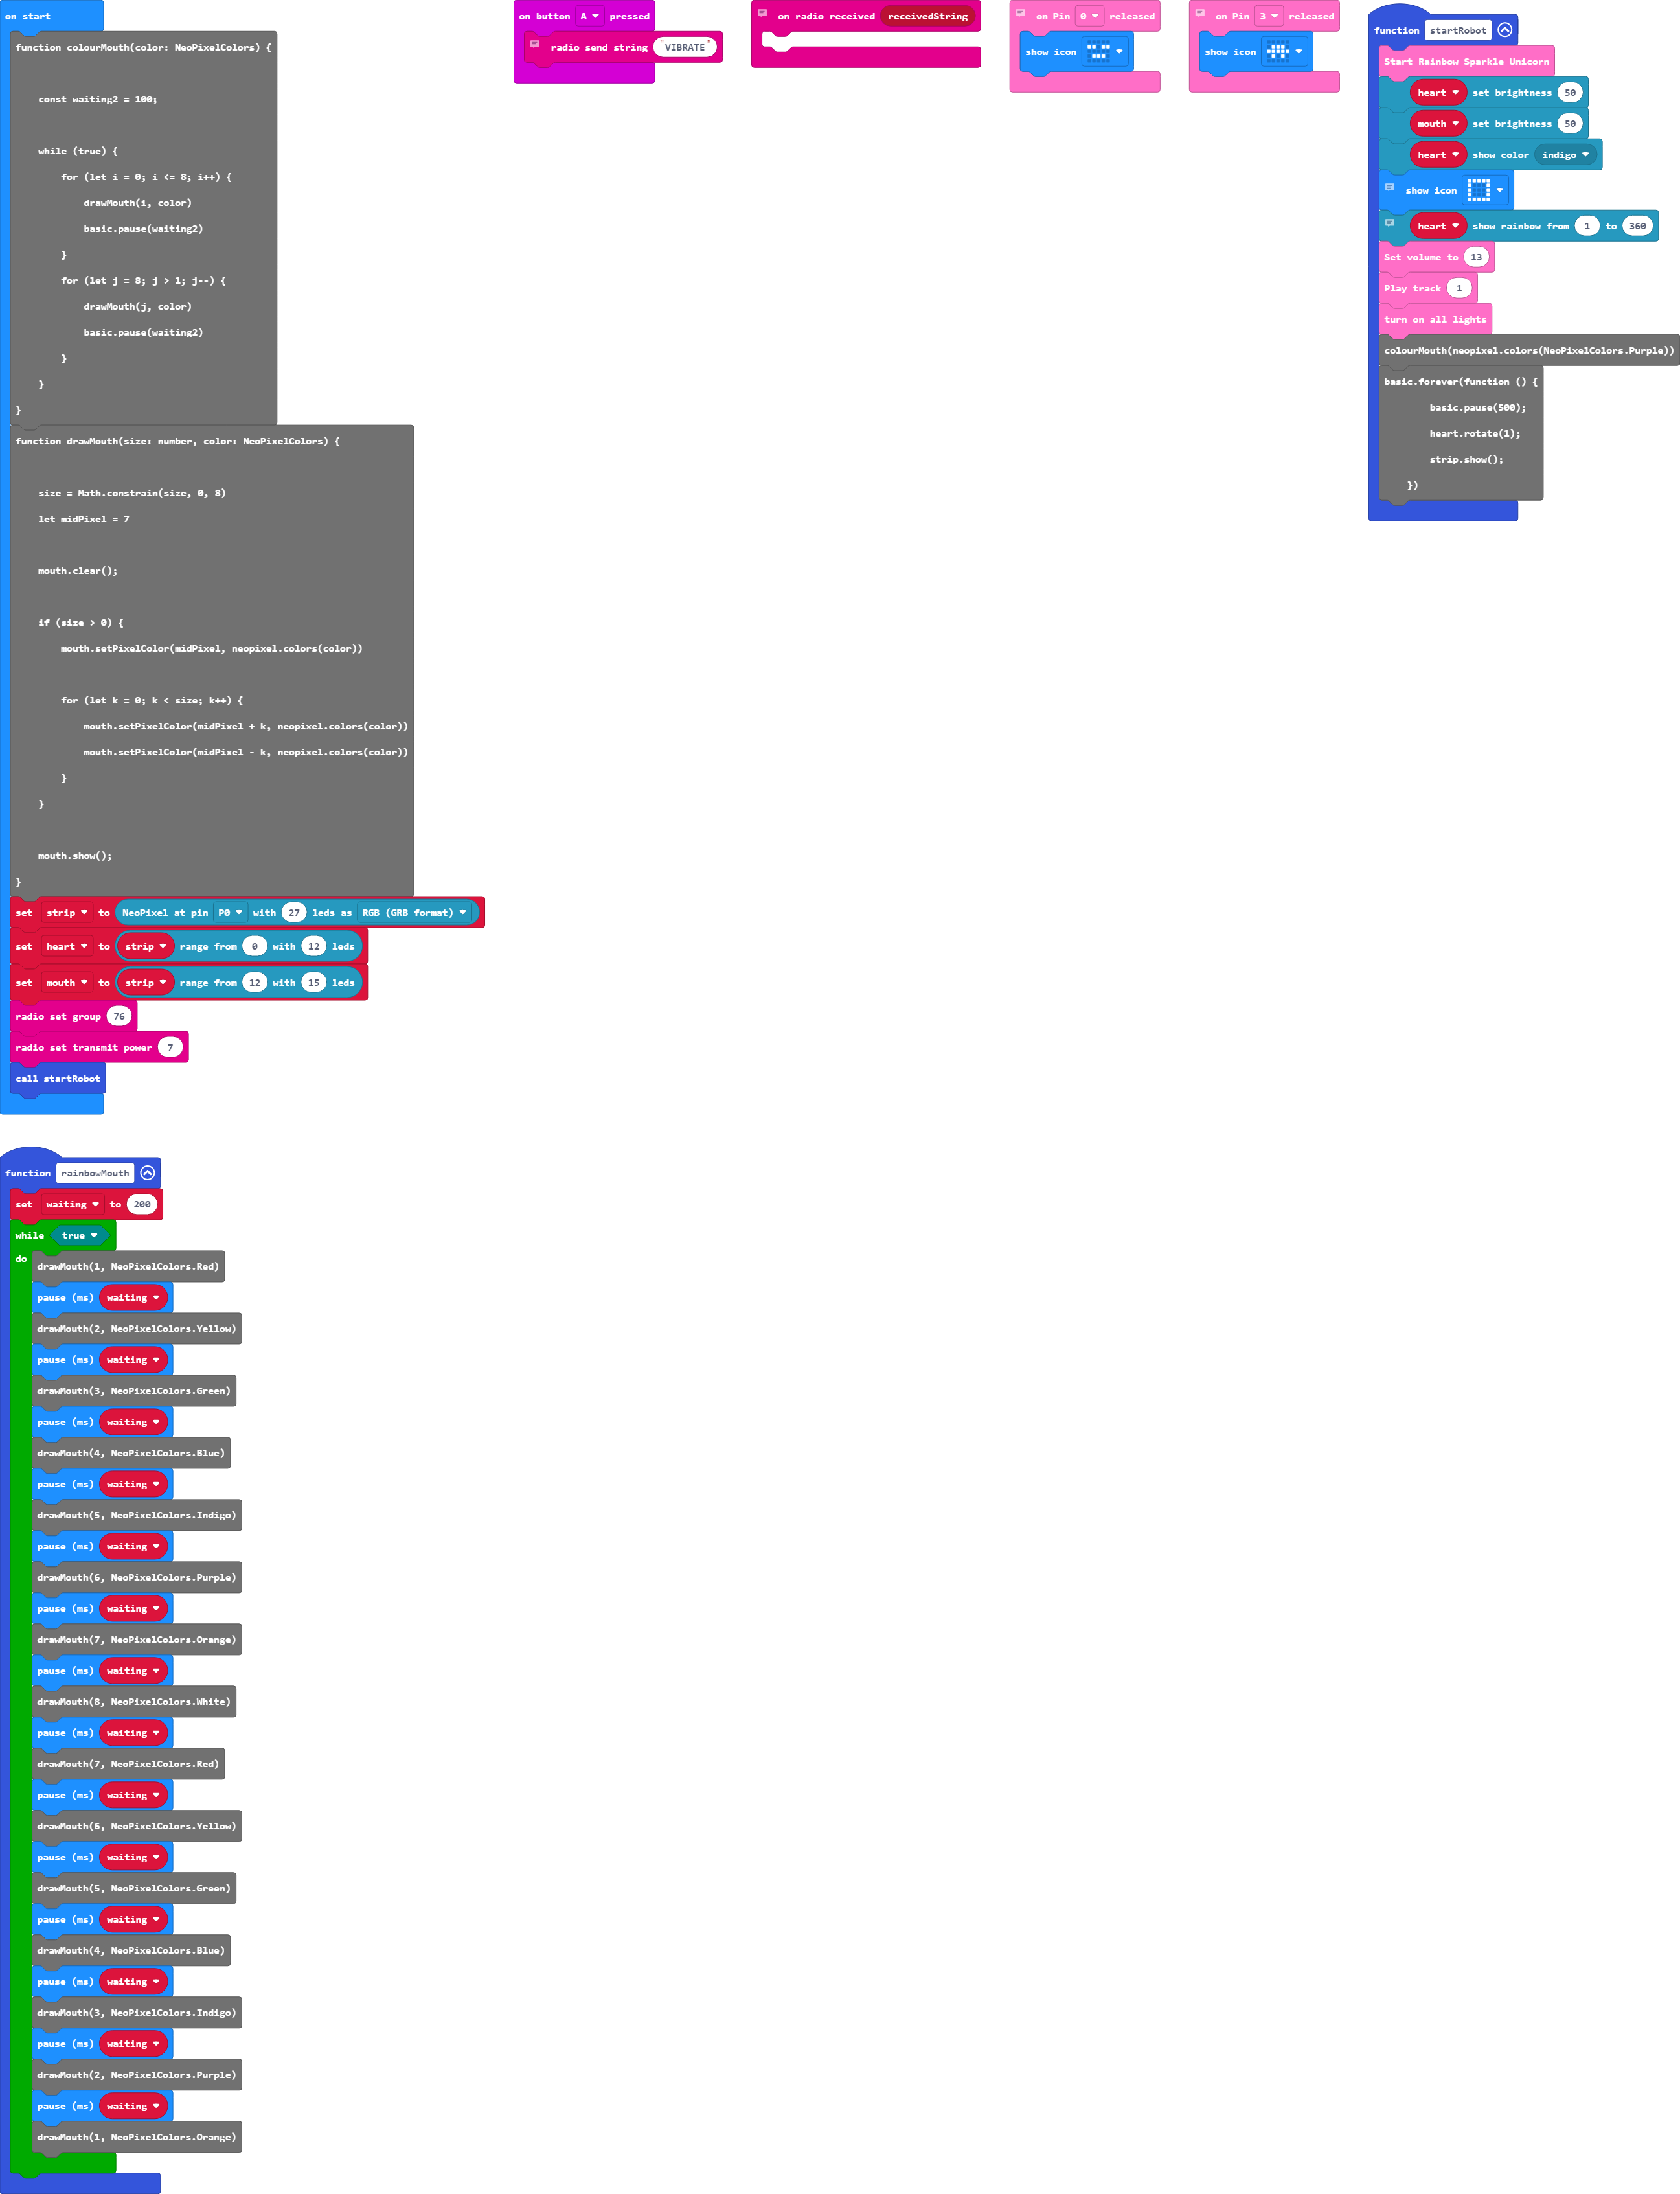 on start
function colourMouth(color: NeoPixelColors) {
const waiting2 = 100;
while (true) {
for (let i = 0; i <= 8; i++) {
drawMouth(i, color)
basic.pause(waiting2)
}
for (let j = 8; j > 1; j--) {
drawMouth(j, color)
basic.pause(waiting2)
}
}
}
function drawMouth(size: number, color: NeoPixelColors) {
size = Math.constrain(size, 0, 8)
let midPixel = 7
mouth.clear();
if (size > 0) {
mouth.setPixelColor(midPixel, neopixel.colors(color))
for (let k = 0; k < size; k++) {
mouth.setPixelColor(midPixel + k, neopixel.colors(color))
mouth.setPixelColor(midPixel - k, neopixel.colors(color))
}
}
mouth.show();
}
set strip to NeoPixel at pin P0 with 27 leds as RGB (GRB format)
set heart to strip range from 0 with 12 leds
set mouth to strip range from 12 with 15 leds
radio set group 76
radio set transmit power 7
call startRobot
on button A pressed
radio send string "VIBRATE"
on radio received receivedString
on Pin 0 released
show icon
on Pin 3 released
show icon
function startRobot
Start Rainbow Sparkle Unicorn
heart set brightness 50
mouth set brightness 50
heart show color indigo
show icon
heart show rainbow from 1 to 360
Set volume to 13
Play track 1
turn on all lights
colourMouth(neopixel.colors(NeoPixelColors.Purple))
basic.forever(function () {
basic.pause(500);
heart.rotate(1);
strip.show();
})
function rainbowMouth
set waiting to 200
while true
do
drawMouth(1, NeoPixelColors.Red)
pause (ms) waiting
drawMouth(2, NeoPixelColors.Yellow)
pause (ms) waiting
drawMouth(3, NeoPixelColors.Green)
pause (ms) waiting
drawMouth(4, NeoPixelColors.Blue)
pause (ms) waiting
drawMouth(5, NeoPixelColors.Indigo)
pause (ms) waiting
drawMouth(6, NeoPixelColors.Purple)
pause (ms) waiting
drawMouth(7, NeoPixelColors.Orange)
pause (ms) waiting
drawMouth(8, NeoPixelColors.White)
pause (ms) waiting
drawMouth(7, NeoPixelColors.Red)
pause (ms) waiting
drawMouth(6, NeoPixelColors.Yellow)
pause (ms) waiting
drawMouth(5, NeoPixelColors.Green)
pause (ms) waiting
drawMouth(4, NeoPixelColors.Blue)
pause (ms) waiting
drawMouth(3, NeoPixelColors.Indigo)
pause (ms) waiting
drawMouth(2, NeoPixelColors.Purple)
pause (ms) waiting
drawMouth(1, NeoPixelColors.Orange)